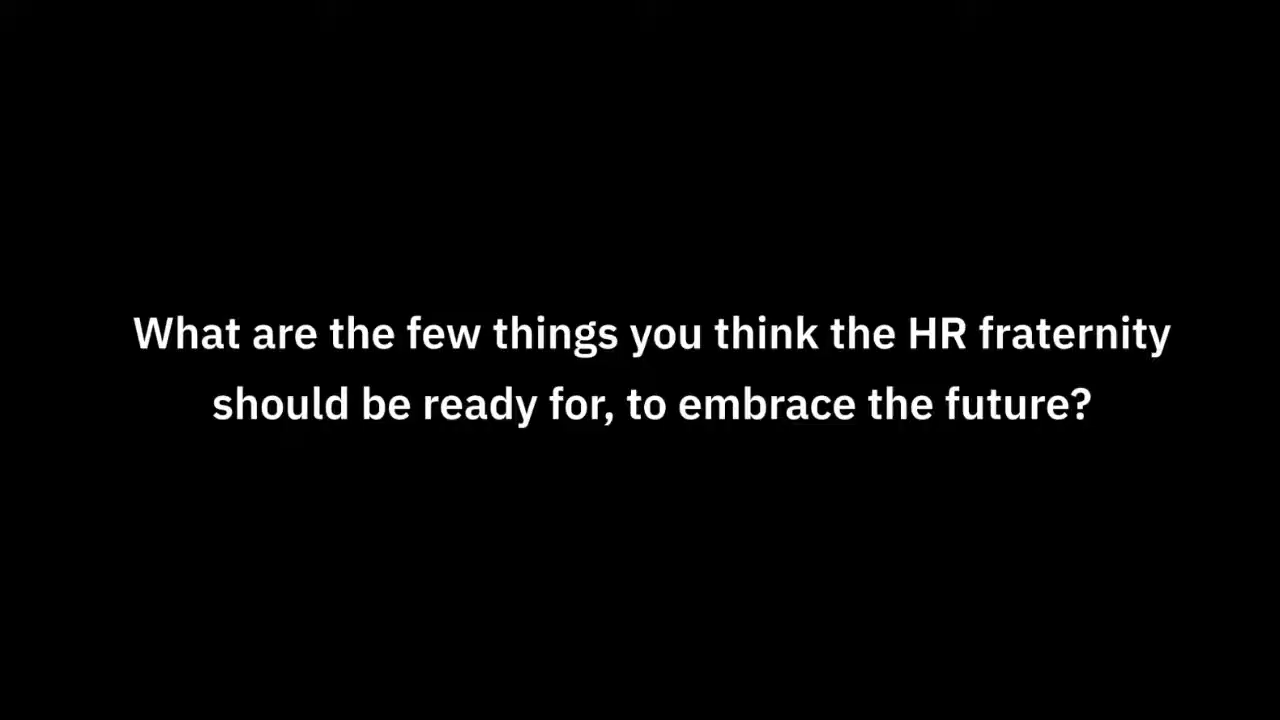 What are the few things you think the HR fraternity
should be ready for, to embrace the future?